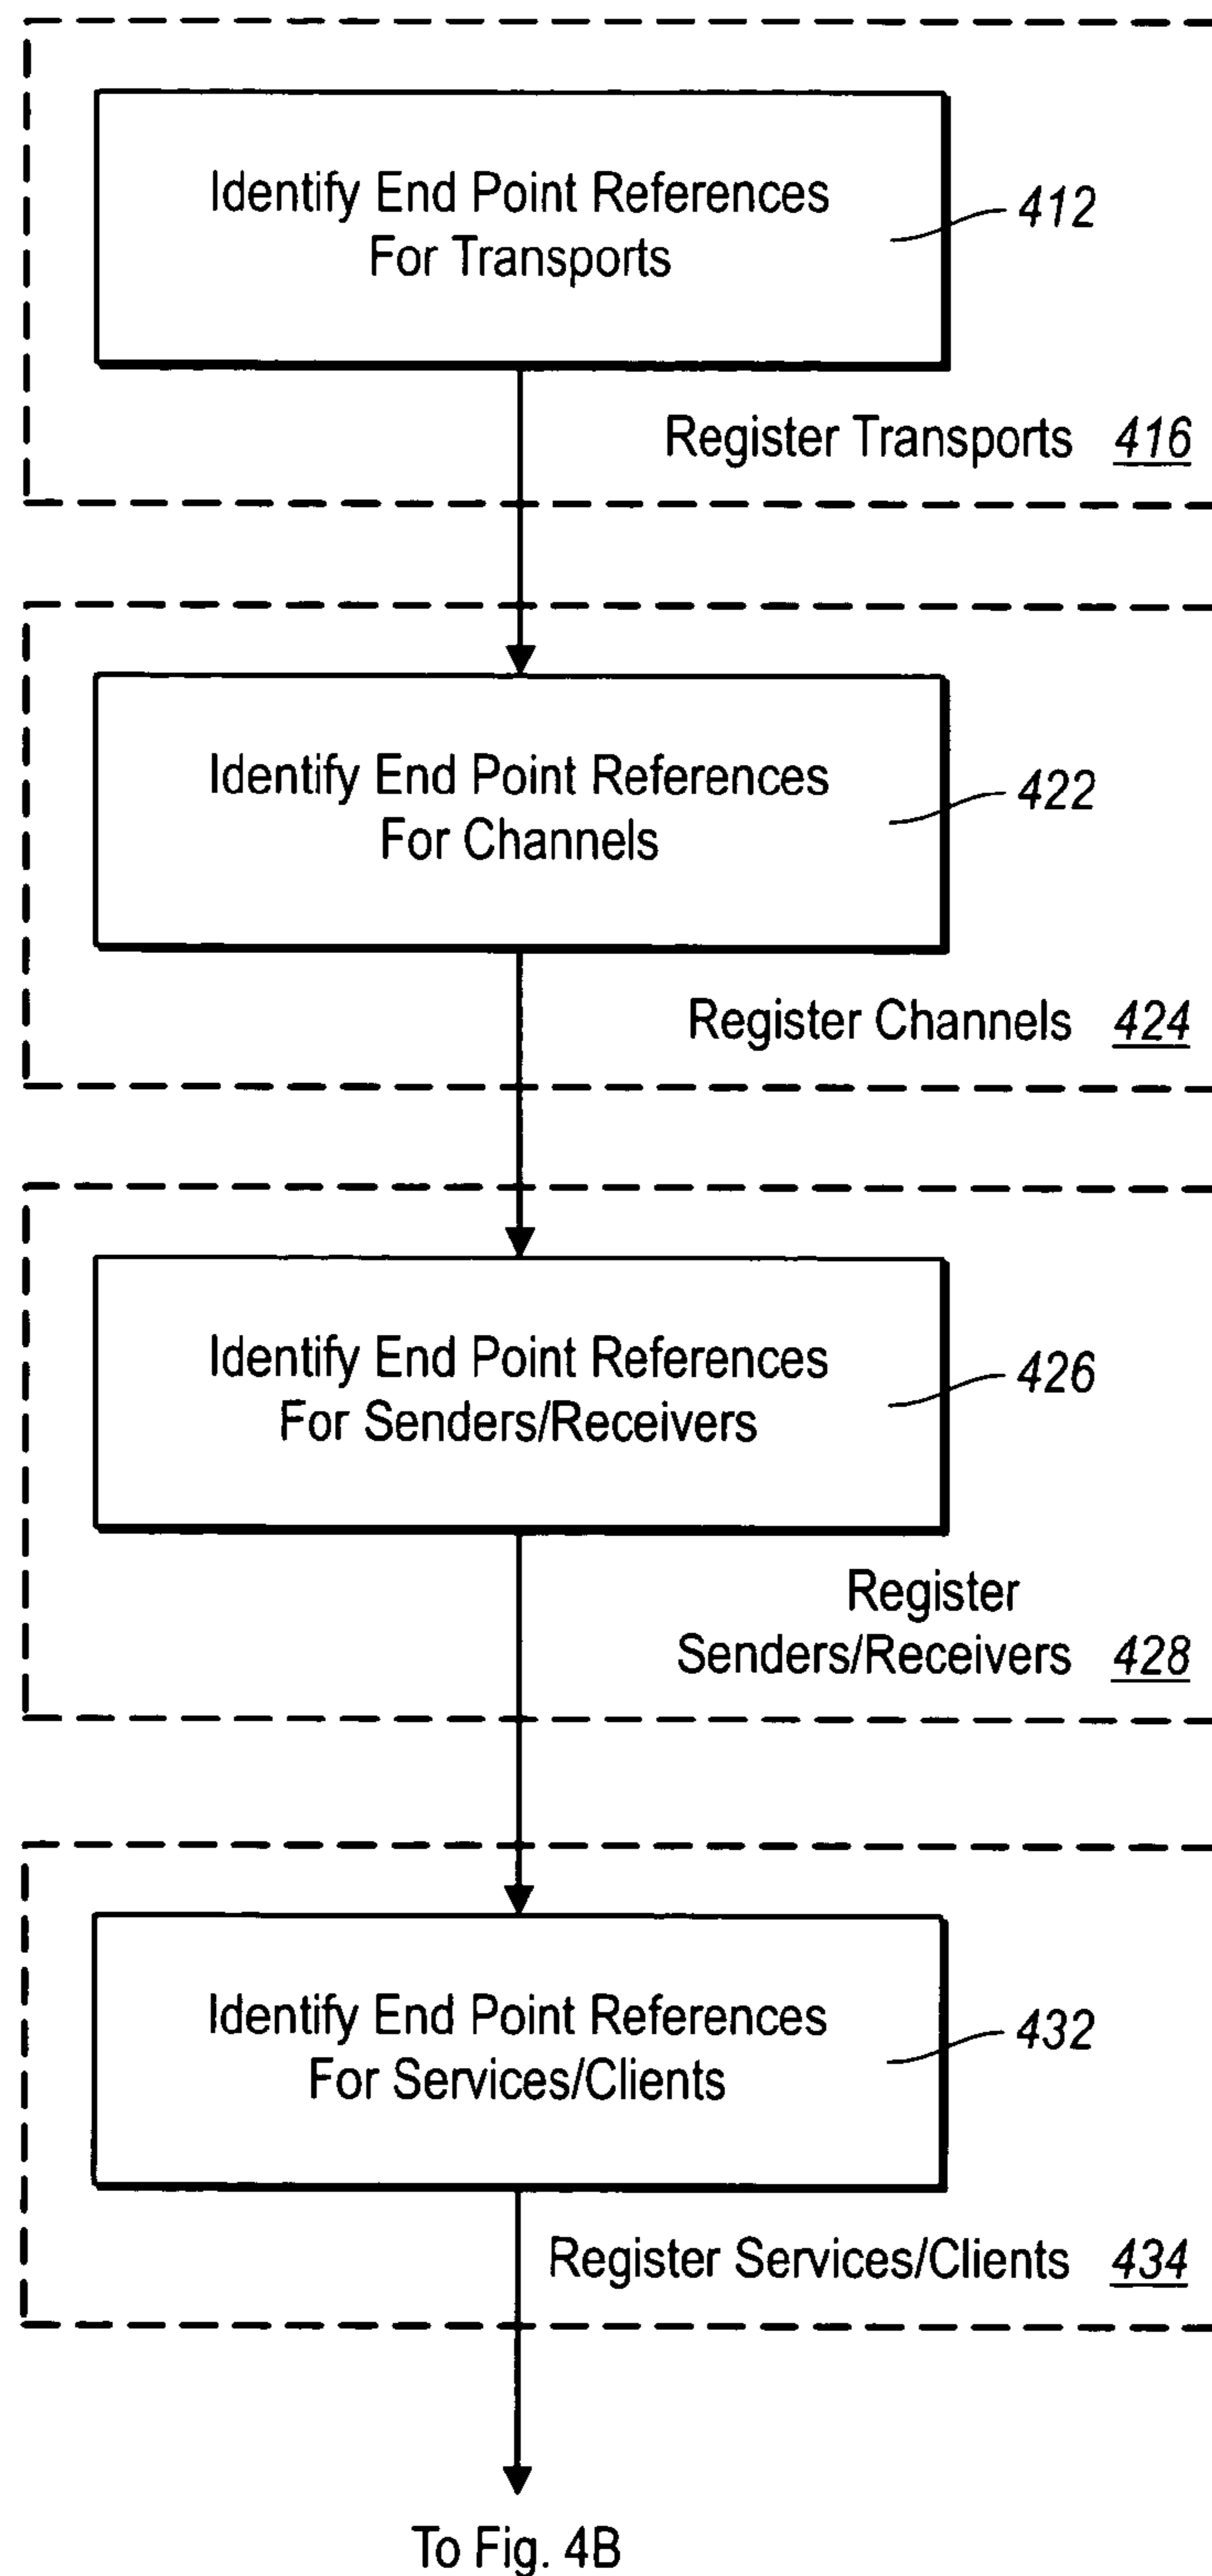 Identify End Point References
For Transports
412
Register Transports 416
Identify End Point References
For Channels
422
Register Channels 424
Identify End Point References
For Senders/Receivers
426
Register
Senders/Receivers 428
Identify End Point References
For Services/Clients
432
Register Services/Clients 434
To Fig. 4B